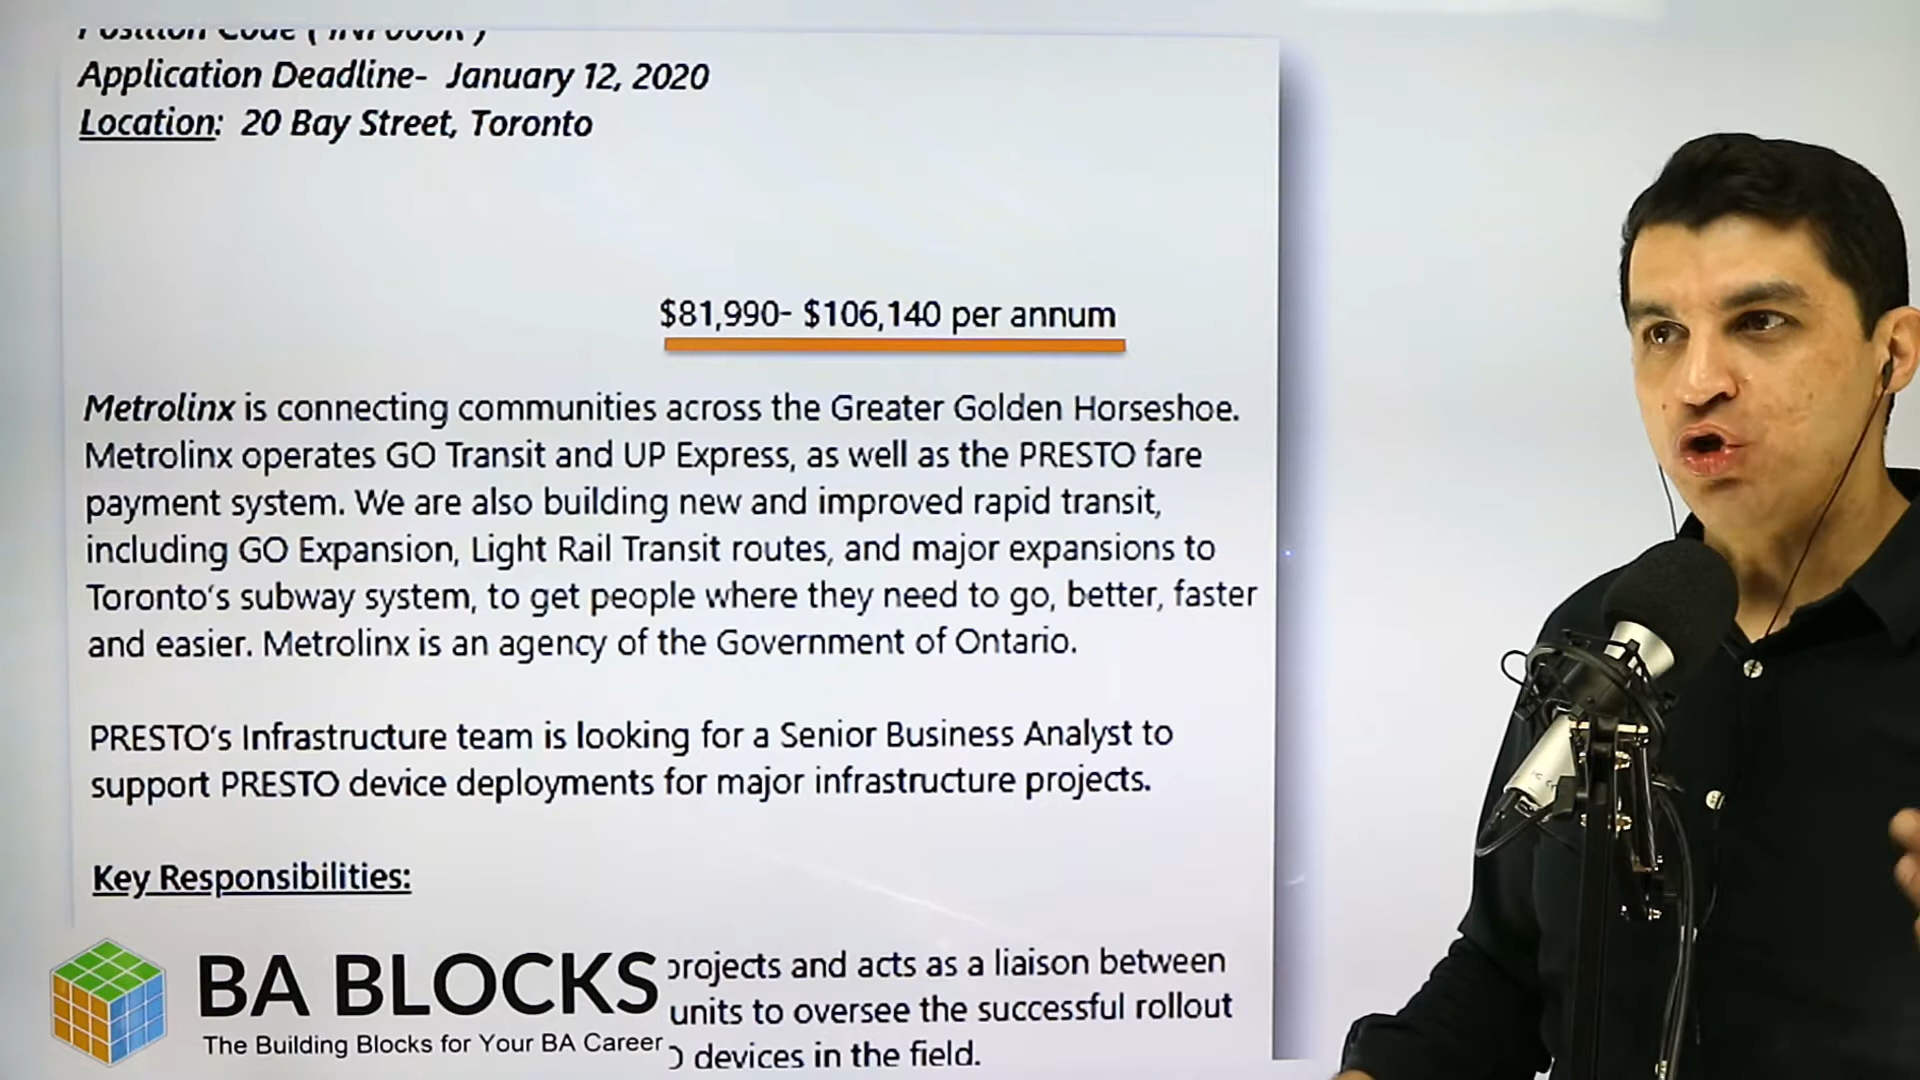 Position Code (
Application Deadline- January 12, 2020
Location: 20 Bay Street, Toronto
$81,990- $106,140 per annum
Metrolinx is connecting communities across the Greater Golden Horseshoe.
Metrolinx operates GO Transit and UP Express, as well as the PRESTO fare
payment system. We are also building new and improved rapid transit,
including GO Expansion, Light Rail Transit routes, and major expansions to
Toronto's subway system, to get people where they need to go, better, faster
and easier. Metrolinx is an agency of the Government of Ontario.
PRESTO's Infrastructure team is looking for a Senior Business Analyst to
support PRESTO device deployments for major infrastructure projects.
Key Responsibilities:
projects and acts as a liaison between
units to oversee the successful rollout
devices in the field.
BA BLOCKS
The Building Blocks for Your BA Career